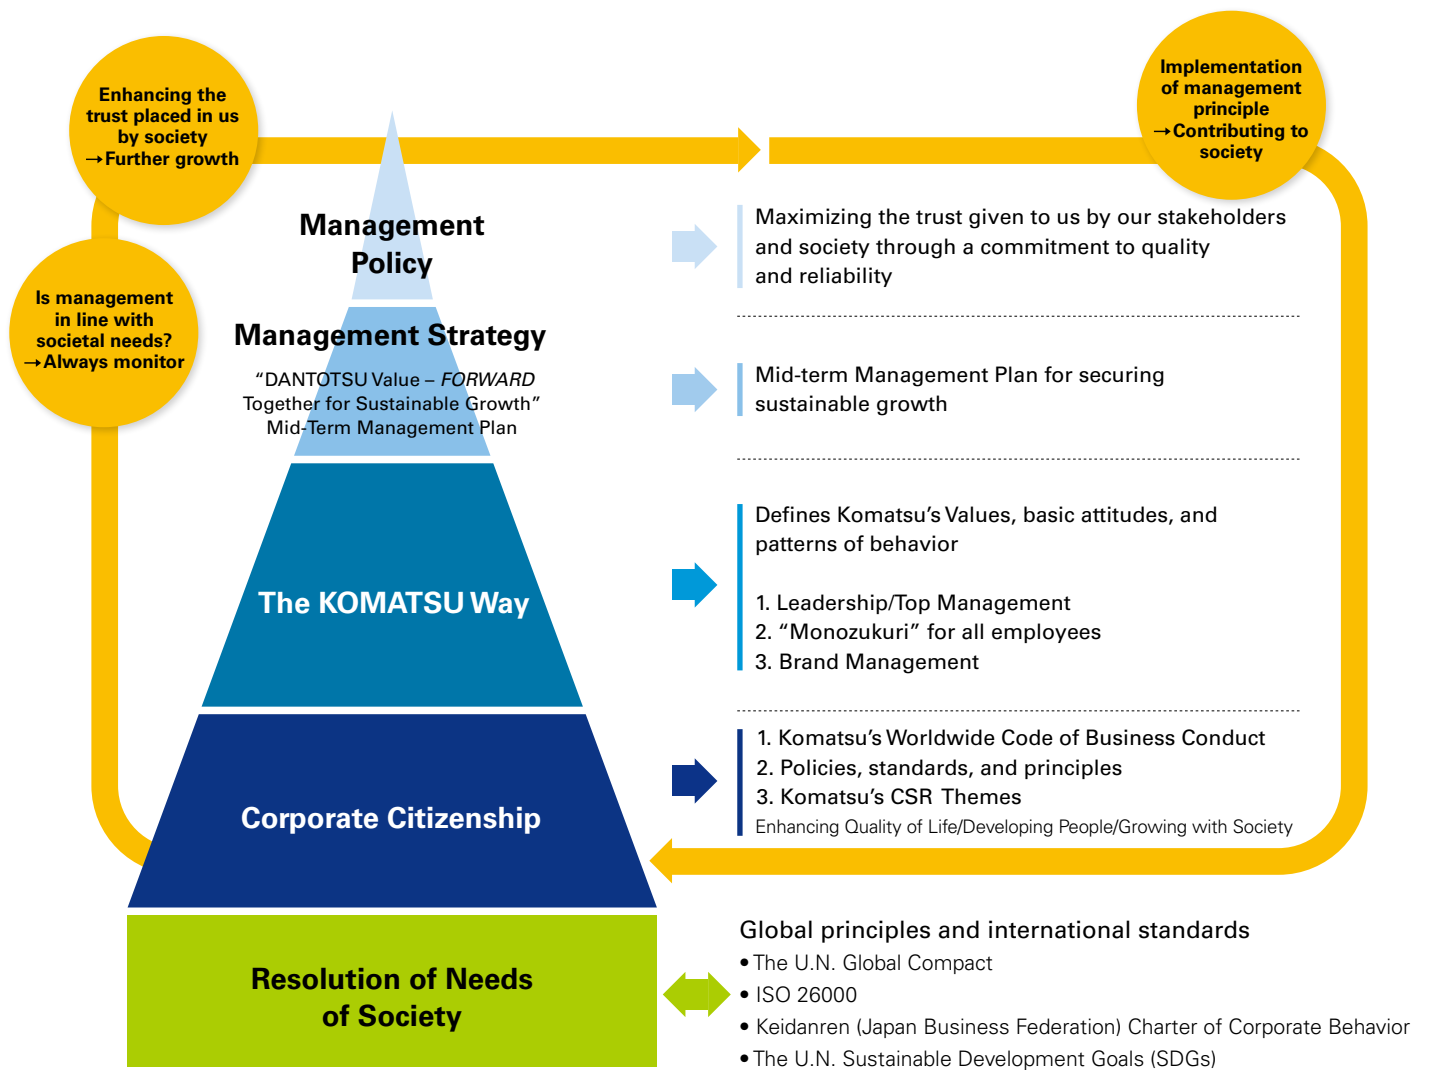 Enhancing the
trust placed in us
by society
→Further growth
Implementation
of management
principle
→Contributing to
society
Is management
in line with
societal needs?
→Always monitor
Management
Policy
Maximizing the trust given to us by our stakeholders
and society through a commitment to quality
and reliability
Management Strategy
“DANTOTSU Value – FORWARD
Together for Sustainable Growth”
Mid-Term Management Plan
Mid-term Management Plan for securing
sustainable growth
The KOMATSU Way
Defines Komatsu’s Values, basic attitudes, and
patterns of behavior
1. Leadership/Top Management
2. “Monozukuri” for all employees
3. Brand Management
Corporate Citizenship
1. Komatsu’s Worldwide Code of Business Conduct
2. Policies, standards, and principles
3. Komatsu’s CSR Themes
Enhancing Quality of Life/Developing People/Growing with Society
Resolution of Needs
of Society
Global principles and international standards
• The U.N. Global Compact
• ISO 26000
• Keidanren (Japan Business Federation) Charter of Corporate Behavior
• The U.N. Sustainable Development Goals (SDGs)